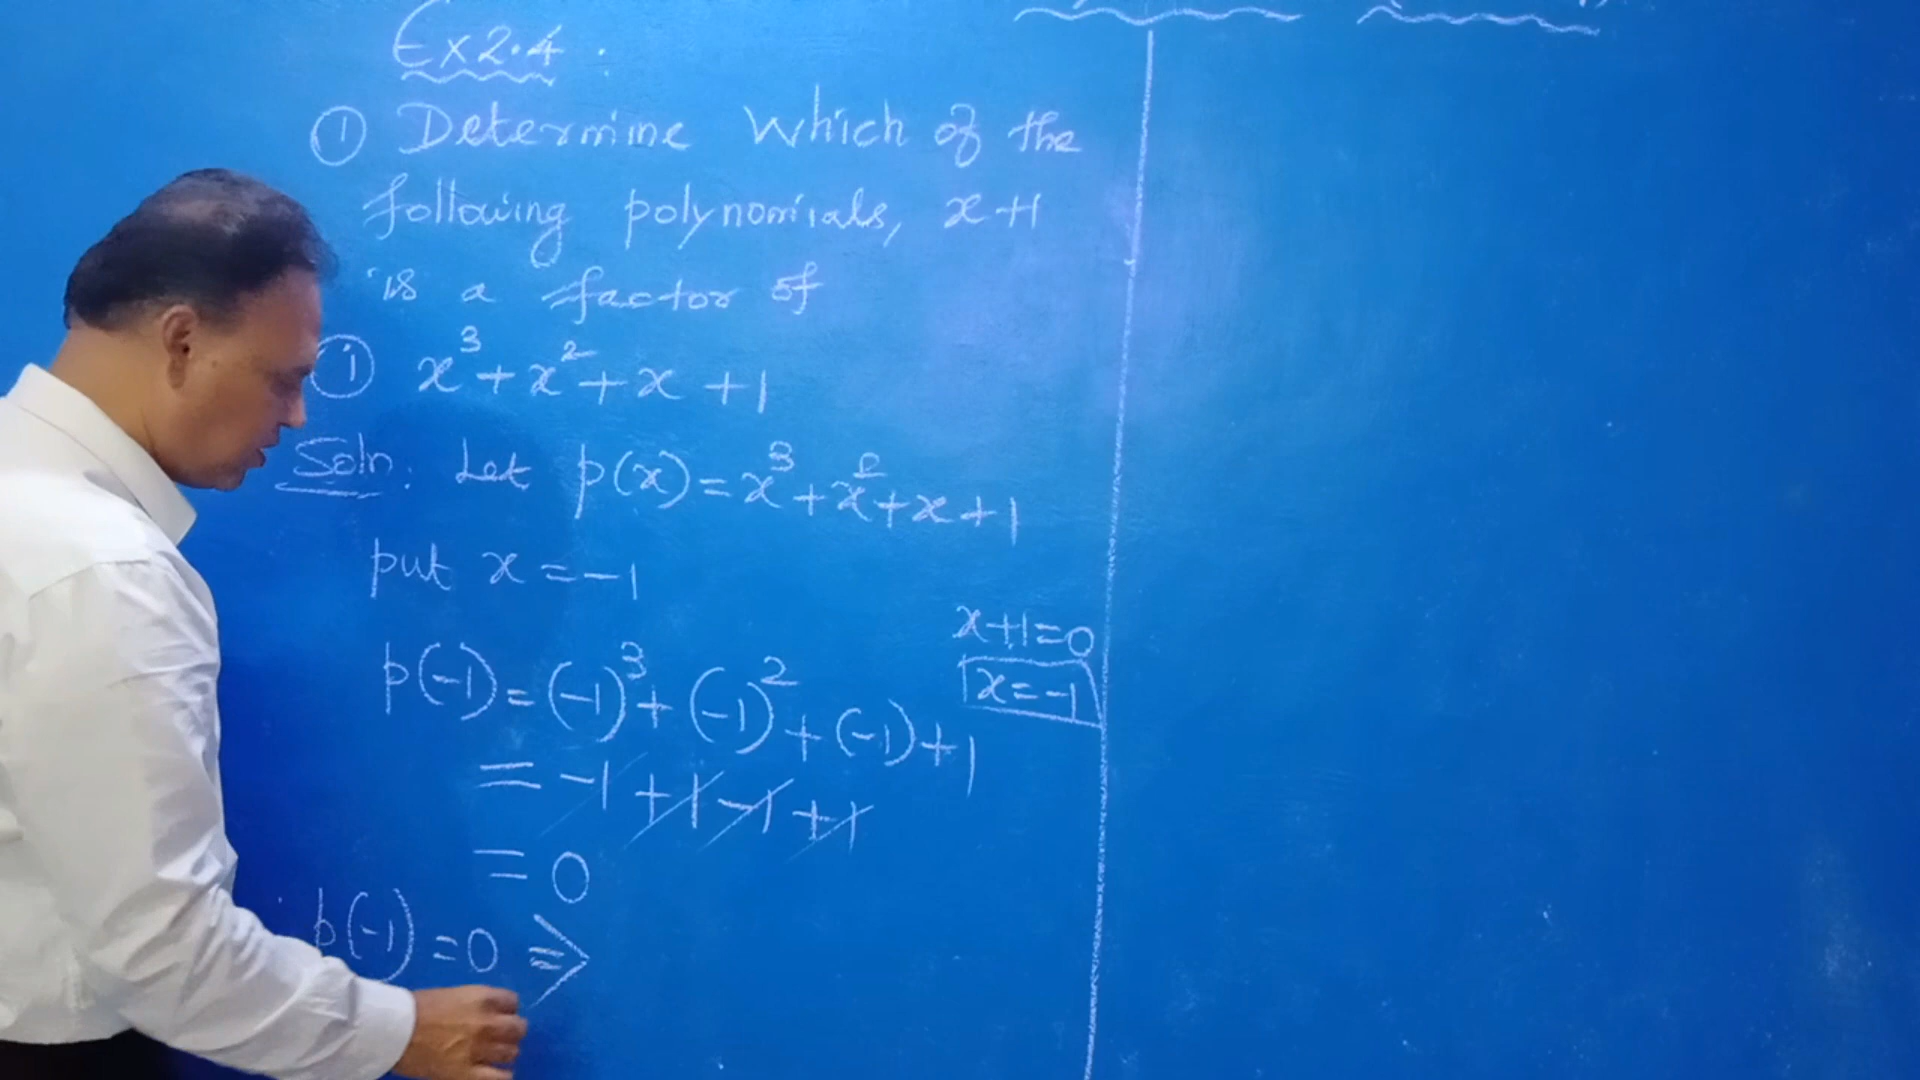 Ex 2.4.
① Determine which of the
following polynomials, x+1
is a factor of
ⓘ x³+x²+x+1
Soln: Let p(x)=x³+x²+x+1
put x=-1
x+1=0
x=-1
p(-1)=(-1)³+(-1)²+(-1)+1
= -1+1-1+1
= 0
p(-1)=0 ⇒